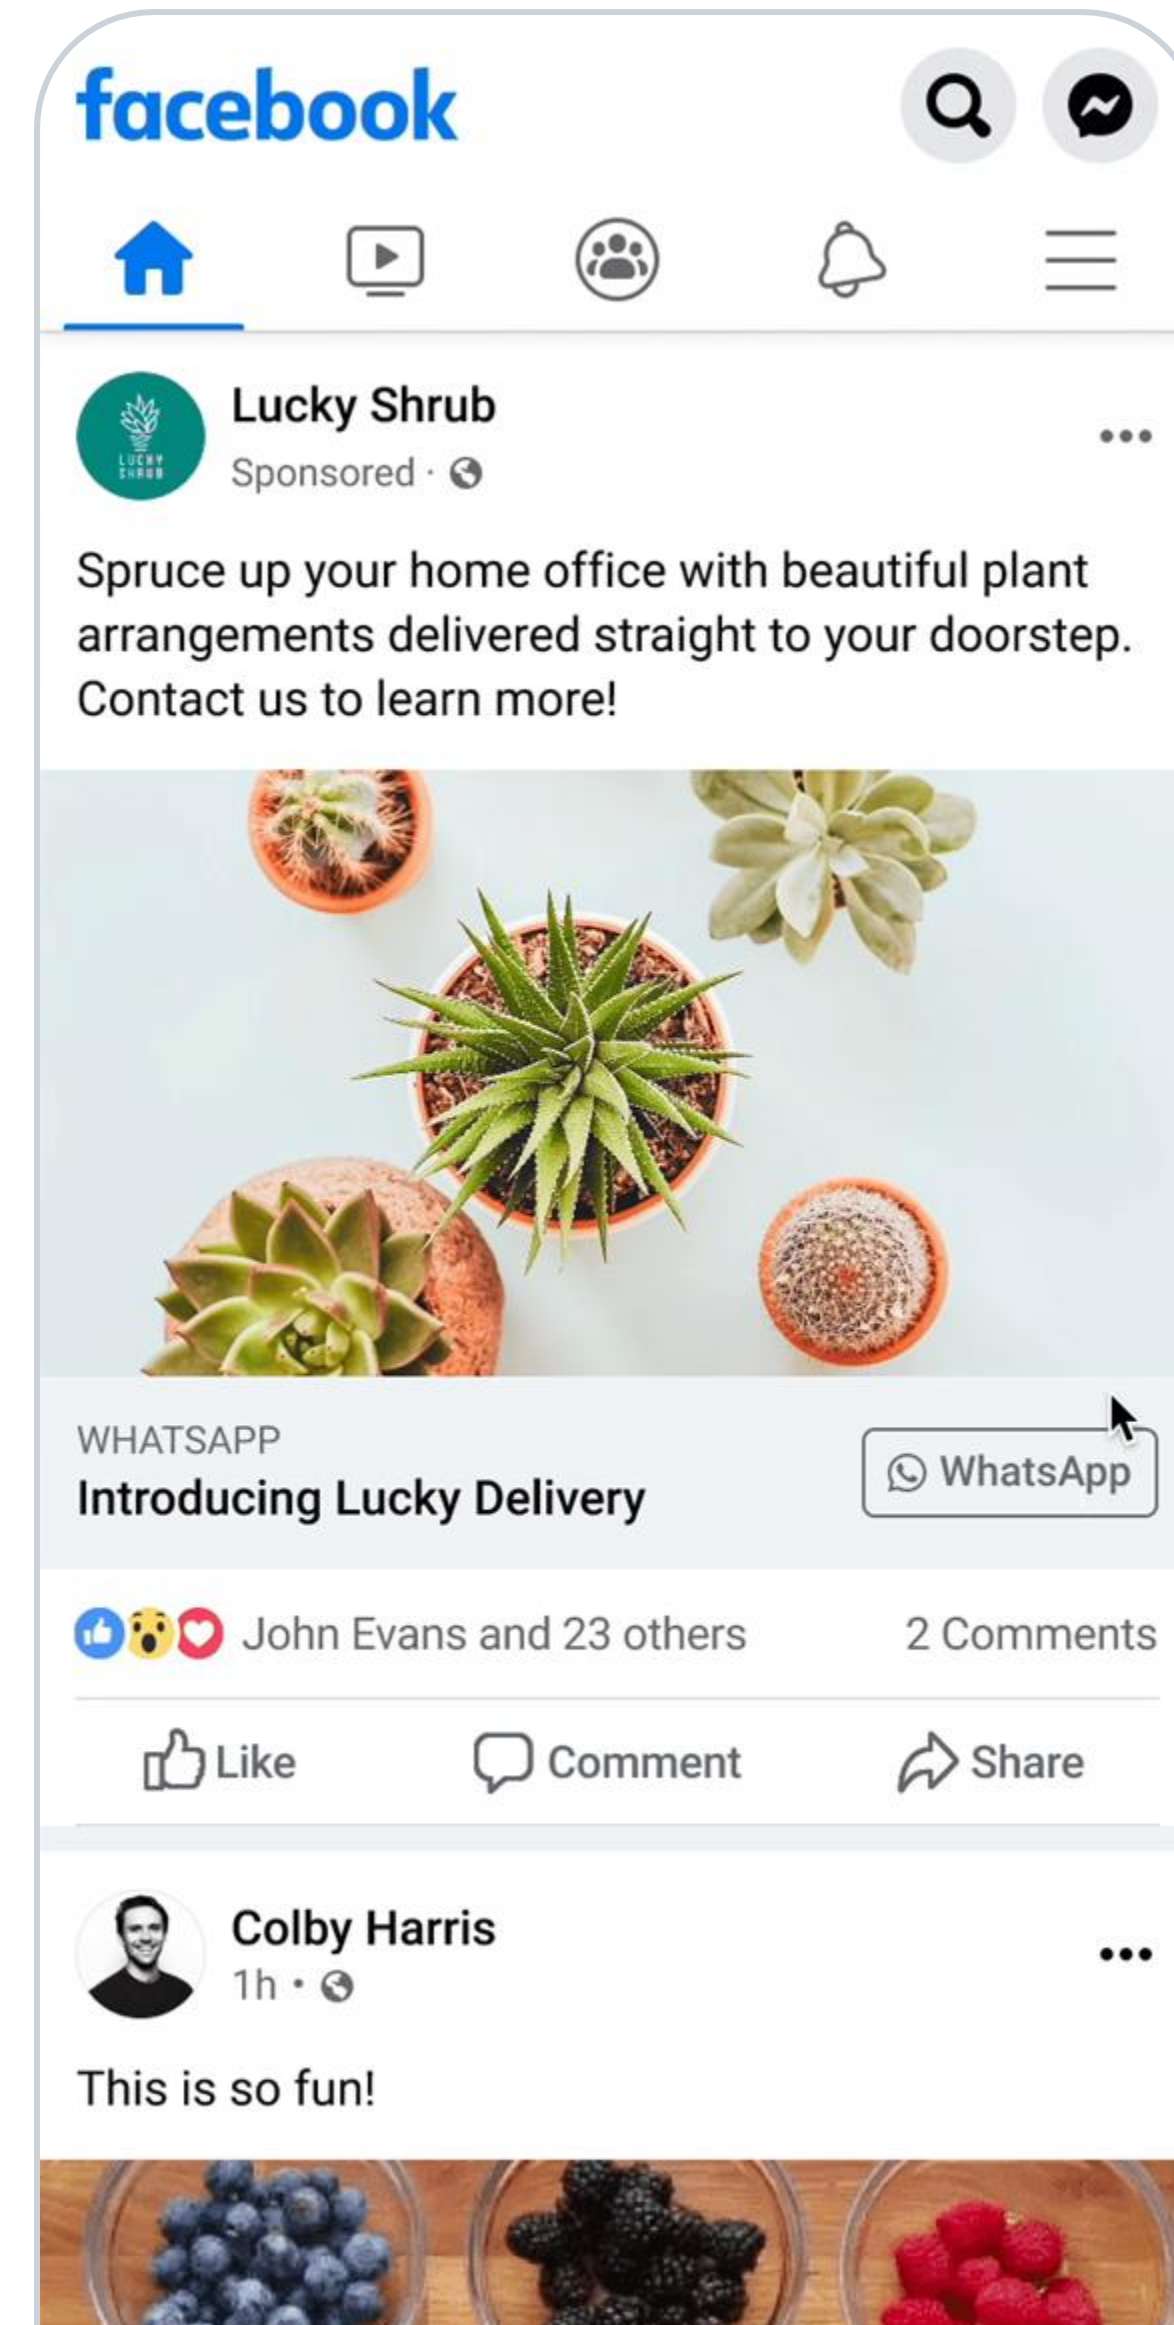 facebook
Lucky Shrub
LUCKY
SHRUB
Sponsored ·
Spruce up your home office with beautiful plant
arrangements delivered straight to your doorstep.
Contact us to learn more!
WHATSAPP
Introducing Lucky Delivery
WhatsApp
John Evans and 23 others
2 Comments
Like
Comment
Share
Colby Harris
1h •
This is so fun!